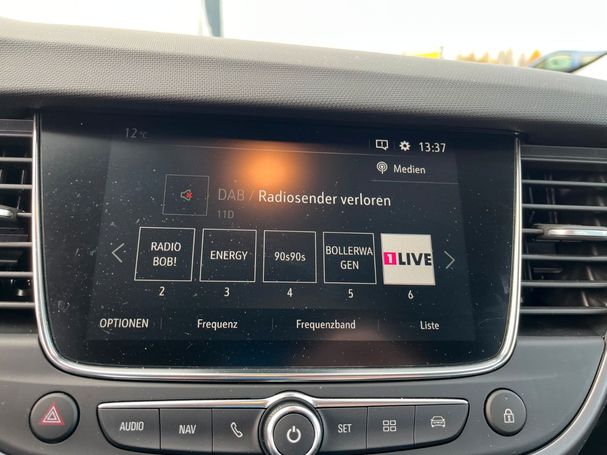 12 °C
13:37
Medien
DAB / Radiosender verloren
11D
RADIO BOB!
ENERGY
90s90s
BOLLERWA
GEN
1LIVE
2 3 4 5 6
OPTIONEN Frequenz Frequenzband Liste
AUDIO NAV SET